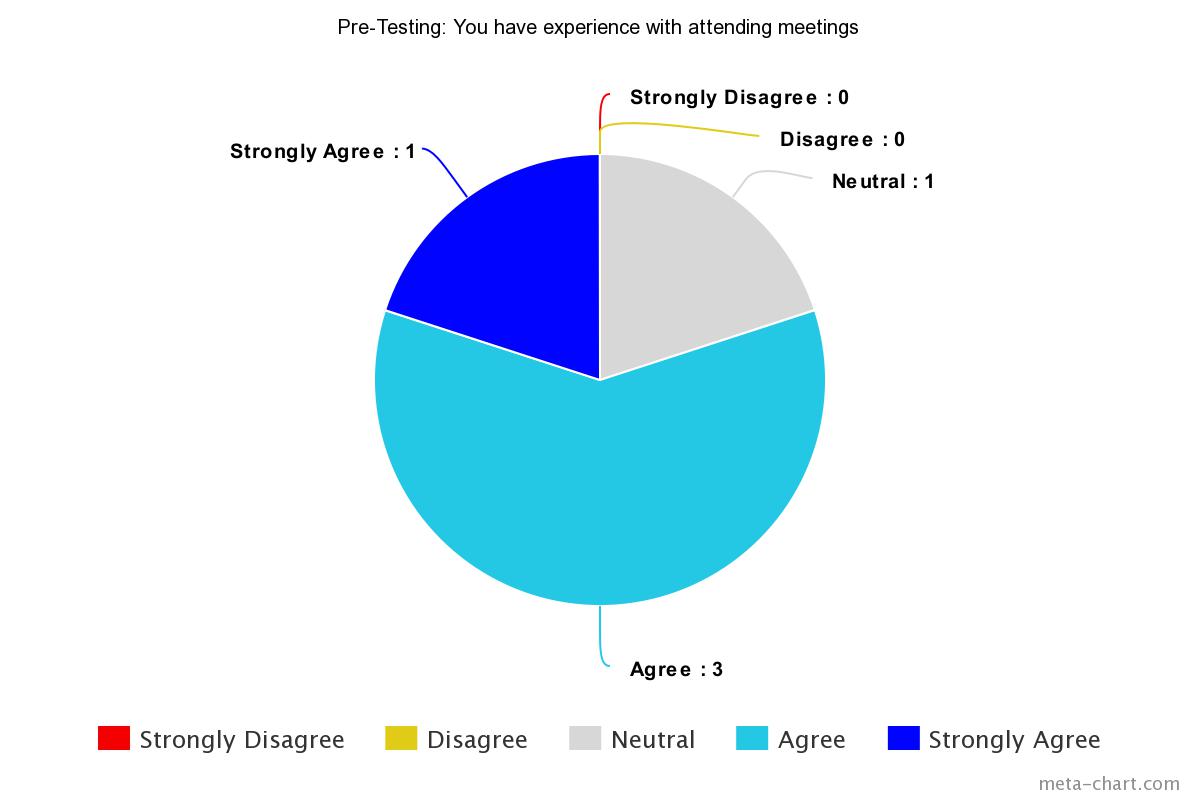 Pre-Testing: You have experience with attending meetings
Strongly Disagree : 0
Disagree : 0
Strongly Agree : 1
Neutral : 1
Agree : 3
Strongly Disagree Disagree Neutral Agree Strongly Agree
meta-chart.com